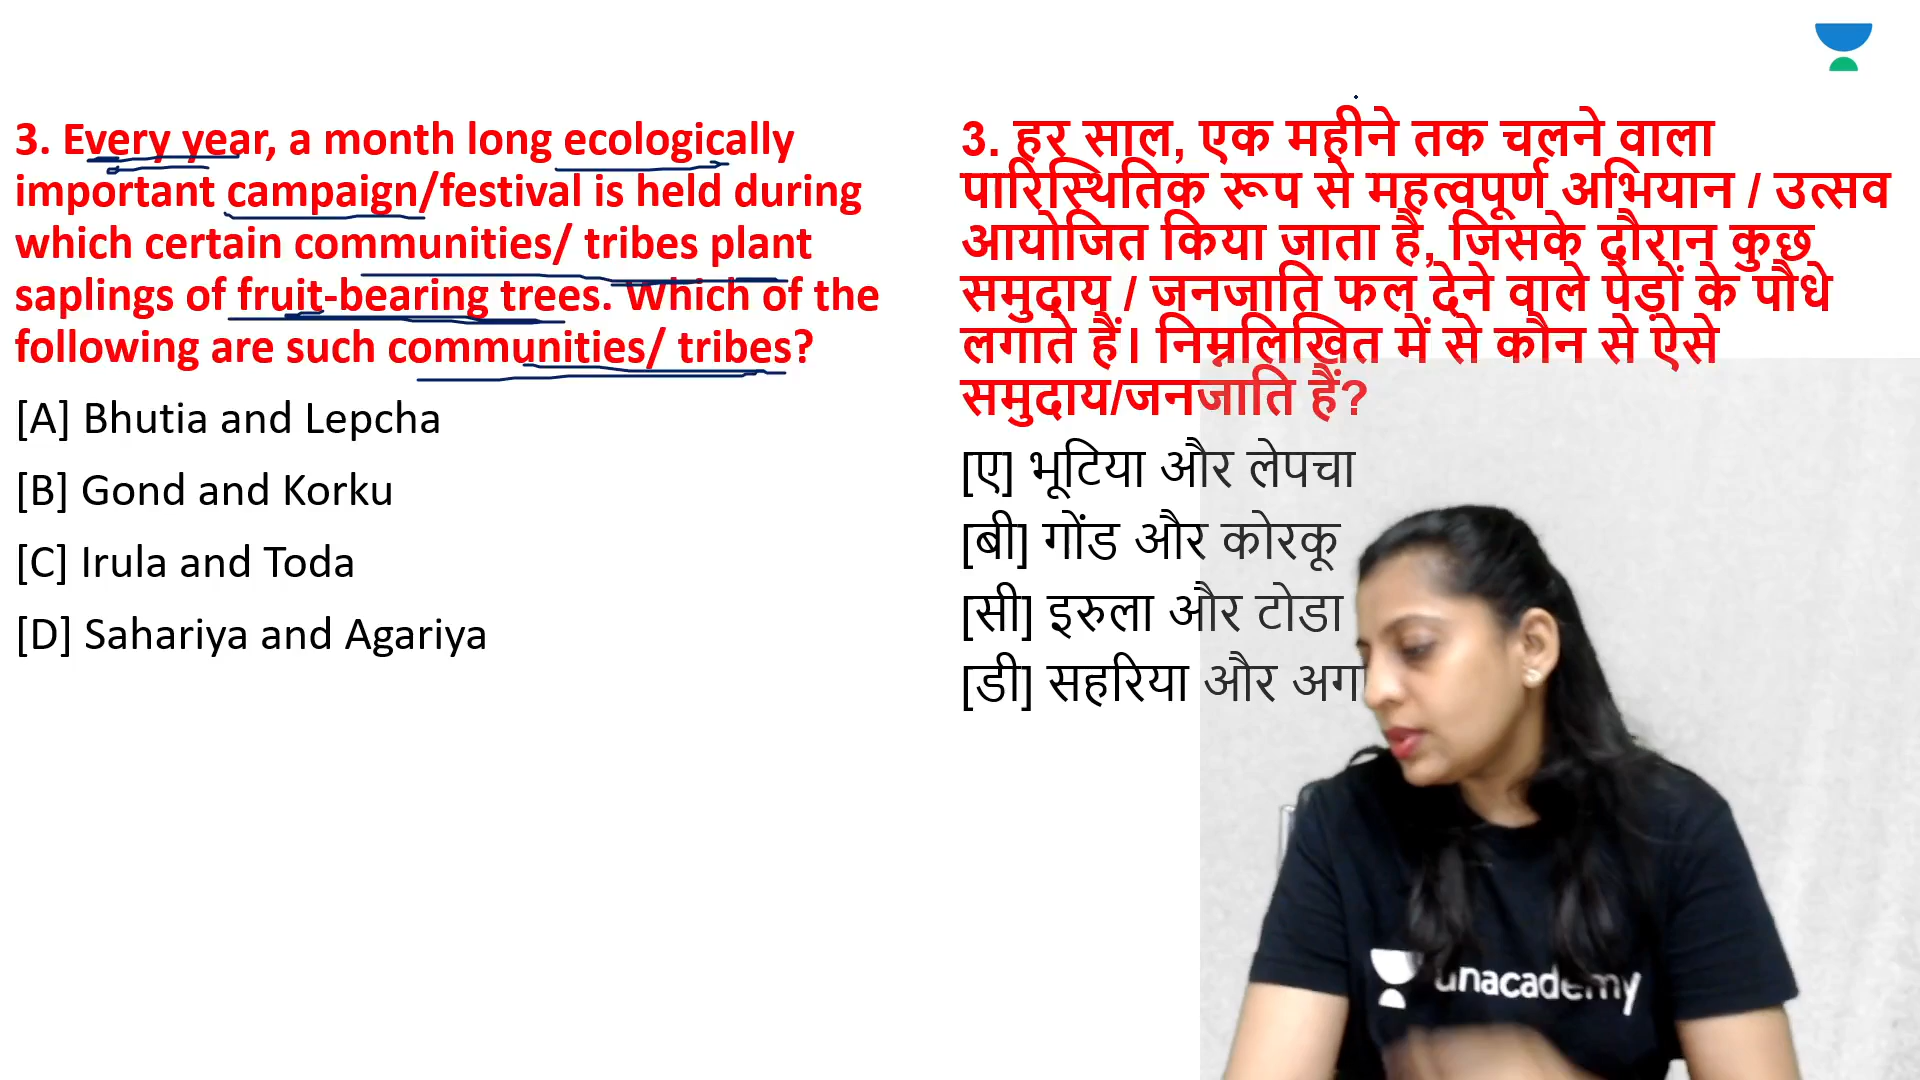 3. Every year, a month long ecologically
important campaign/festival is held during
which certain communities/ tribes plant
saplings of fruit-bearing trees. Which of the
following are such communities/ tribes?
[A] Bhutia and Lepcha
[B] Gond and Korku
[C] Irula and Toda
[D] Sahariya and Agariya
3. हर साल, एक महीने तक चलने वाला
पारिस्थितिक रूप से महत्वपूर्ण अभियान / उत्सव
आयोजित किया जाता है, जिसके दौरान कुछ
समुदाय / जनजाति फल देने वाले पेड़ों के पौधे
लगाते हैं। निम्नलिखित में से कौन से ऐसे
समुदाय/जनजाति हैं?
[ए] भूटिया और लेपचा
[बी] गोंड और कोरकू
[सी] इरुला और टोडा
[डी] सहरिया और
unacademy